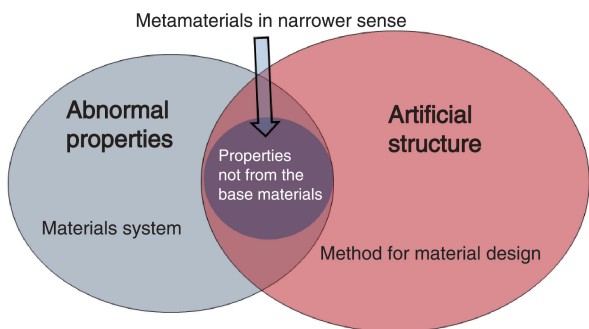 Metamaterials in narrower sense
Abnormal
properties
Artificial
structure
Properties
not from the
base materials
Materials system
Method for material design